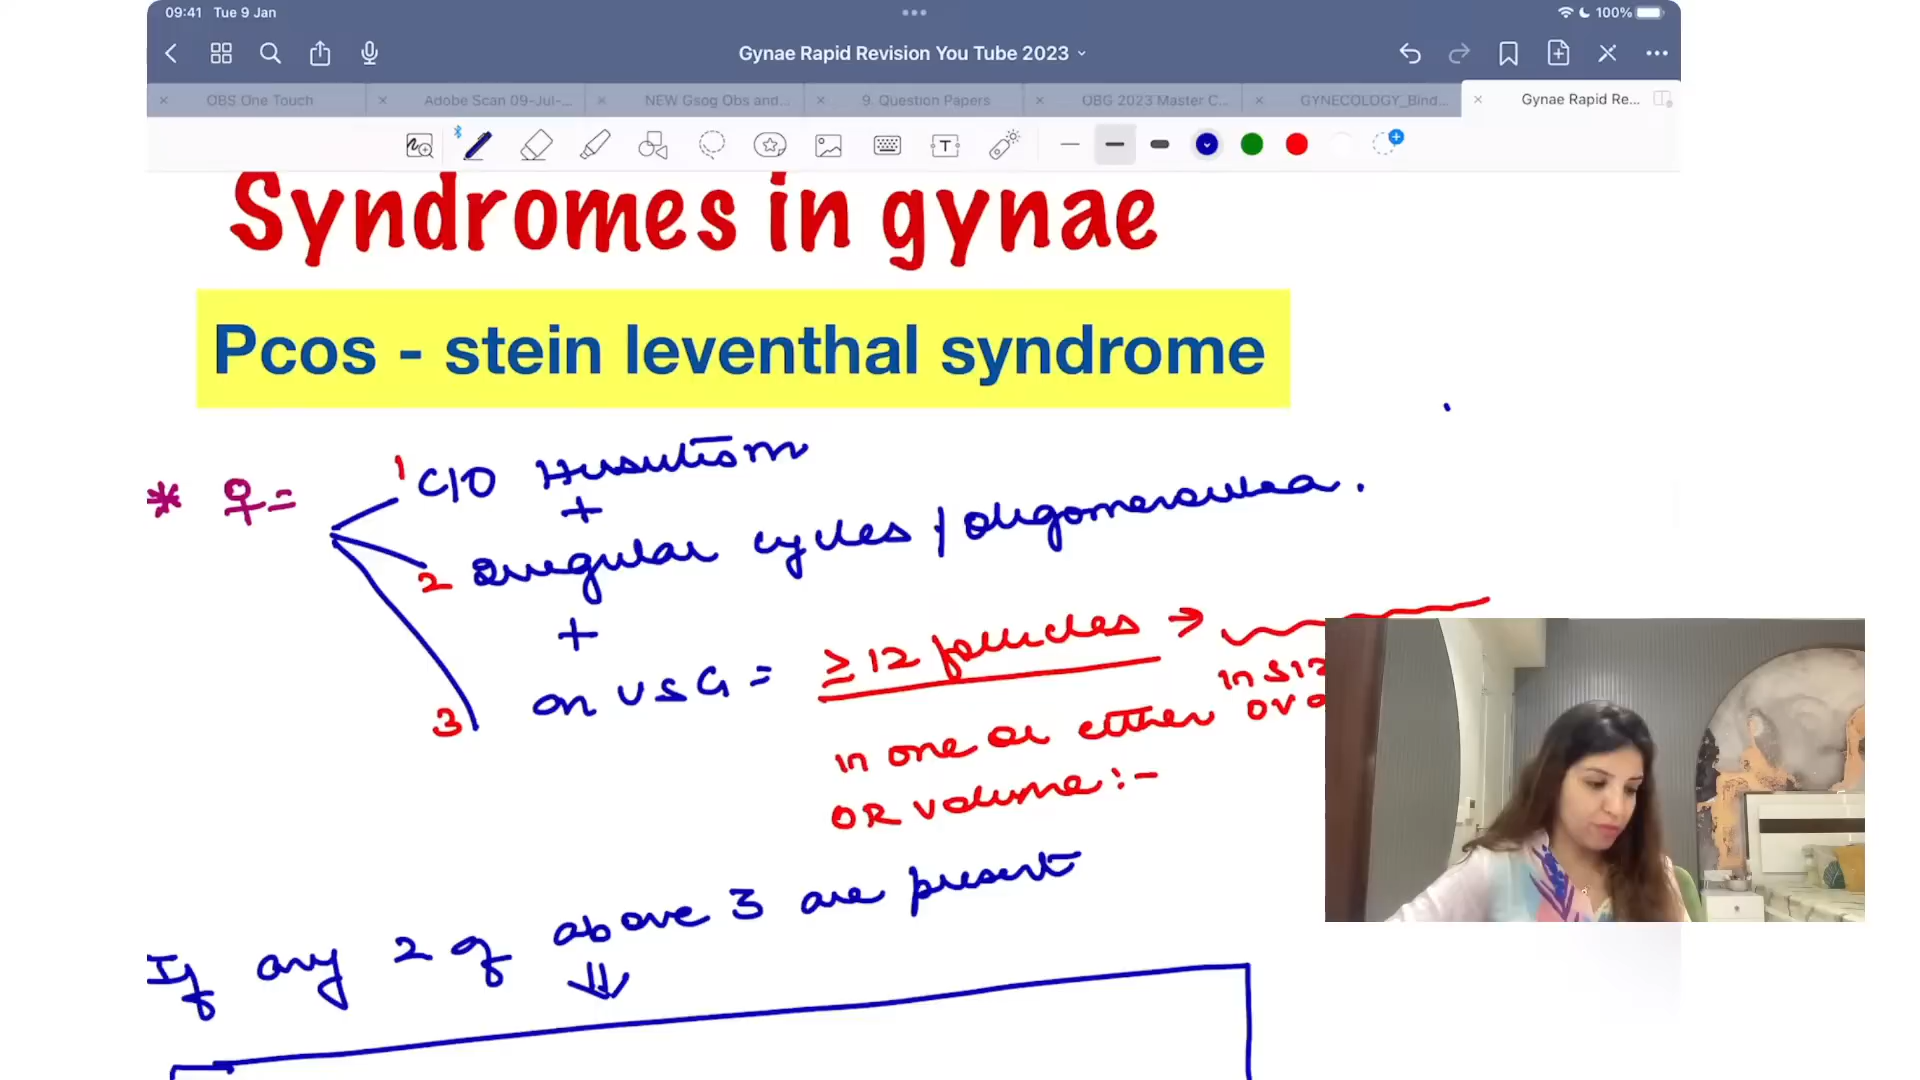 09:41 Tue 9 Jan
100%
Gynae Rapid Revision You Tube 2023
OBS One Touch
Adobe Scan 09-Jul-...
NEW Gsog Obs and...
9. Question Papers
OBG 2023 Master C...
GYNECOLOGY_Bind...
Gynae Rapid Re...
Syndromes in gynae
Pcos - stein leventhal syndrome
* ♀=
1 C/O Hirsutism
+
2 Irregular cycles / oligomenorrhea.
+
3 on USG = ≥12 follicles →
in siz
in one or either ova
OR volume:-
If any 2 of above 3 are present